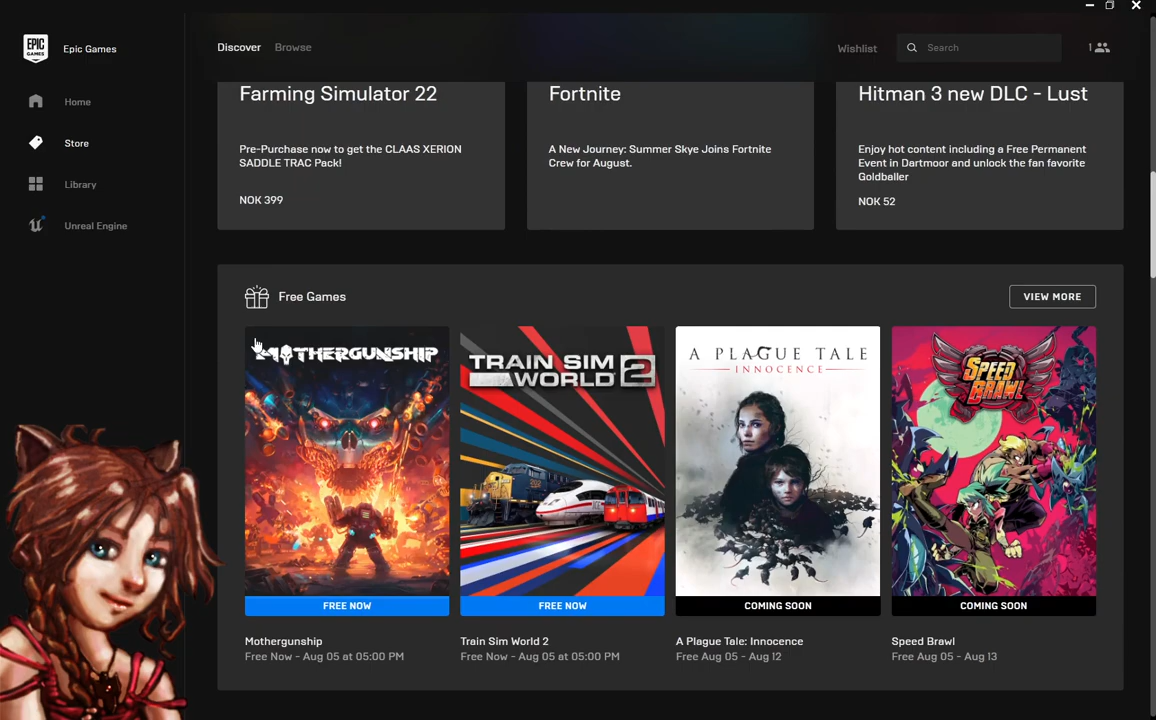 EPIC
GAMES
Epic Games
Home
Store
Library
Unreal Engine
Discover
Browse
Wishlist
Search
1
Farming Simulator 22
Pre-Purchase now to get the CLAAS XERION
SADDLE TRAC Pack!
NOK 399
Fortnite
A New Journey: Summer Skye Joins Fortnite
Crew for August.
Hitman 3 new DLC - Lust
Enjoy hot content including a Free Permanent
Event in Dartmoor and unlock the fan favorite
Goldballer
NOK 52
Free Games
VIEW MORE
MOTHERGUNSHIP
FREE NOW
Mothergunship
Free Now - Aug 05 at 05:00 PM
TRAIN SIM
WORLD 2
FREE NOW
Train Sim World 2
Free Now - Aug 05 at 05:00 PM
A PLAGUE TALE
INNOCENCE
COMING SOON
A Plague Tale: Innocence
Free Aug 05 - Aug 12
SPEED
BRAWL
COMING SOON
Speed Brawl
Free Aug 05 - Aug 13